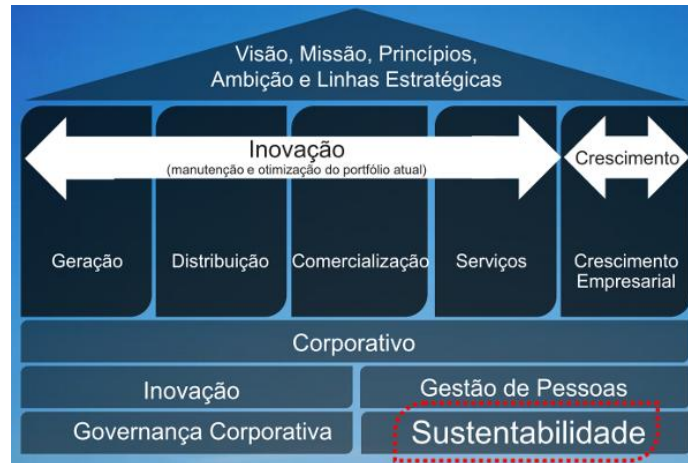 Visão, Missão, Princípios,
Ambição e Linhas Estratégicas
Inovação
(manutenção e otimização do portfólio atual)
Crescimento
Geração
Distribuição
Comercialização
Serviços
Crescimento
Empresarial
Corporativo
Inovação
Gestão de Pessoas
Governança Corporativa
Sustentabilidade